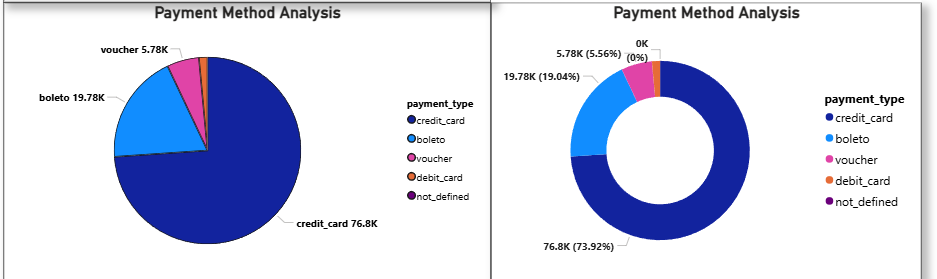 Payment Method Analysis
voucher 5.78K
boleto 19.78K
credit_card 76.8K
payment_type
credit_card
boleto
voucher
debit_card
not_defined
Payment Method Analysis
0K
(0%)
5.78K (5.56%)
19.78K (19.04%)
76.8K (73.92%)
payment_type
credit_card
boleto
voucher
debit_card
not_defined